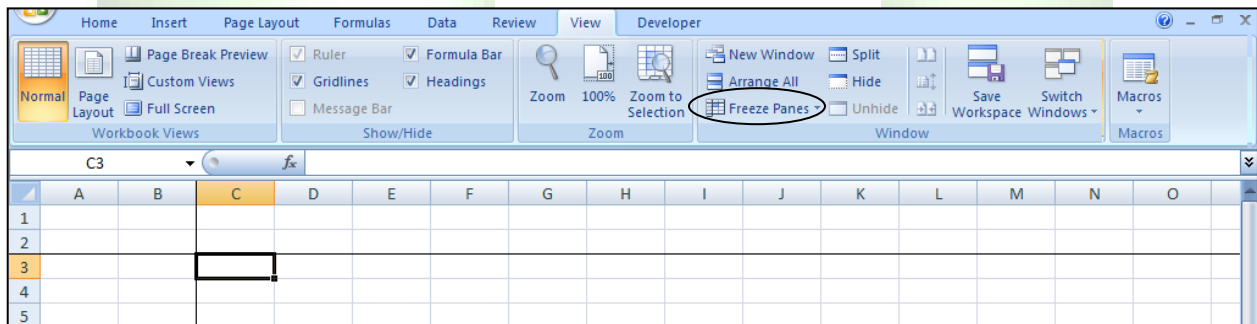 Home Insert Page Layout Formulas Data Review View Developer
Normal
Page Layout
Page Break Preview
Custom Views
Full Screen
Workbook Views
Ruler
Gridlines
Message Bar
Formula Bar
Headings
Show/Hide
Zoom
100
100%
Zoom to Selection
Zoom
New Window
Arrange All
Freeze Panes
Split
Hide
Unhide
Save Workspace
Switch Windows
Window
Macros
Macros
C3 fx
A B C D E F G H I J K L M N O
1
2
3
4
5